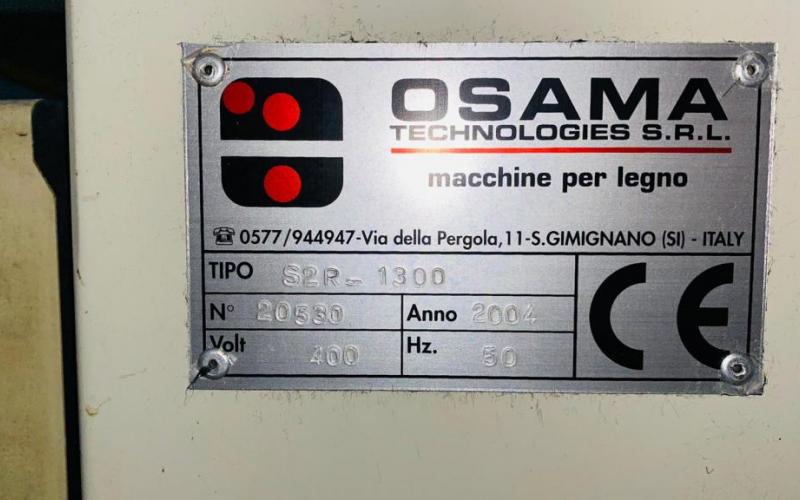 OSAMA
TECHNOLOGIES S.R.L.
macchine per legno
☎ 0577/944947-Via della Pergola,11-S.GIMIGNANO (SI) - ITALY
TIPO S2R-1300
N° 20530 Anno 2004
Volt 400 Hz. 50
CE